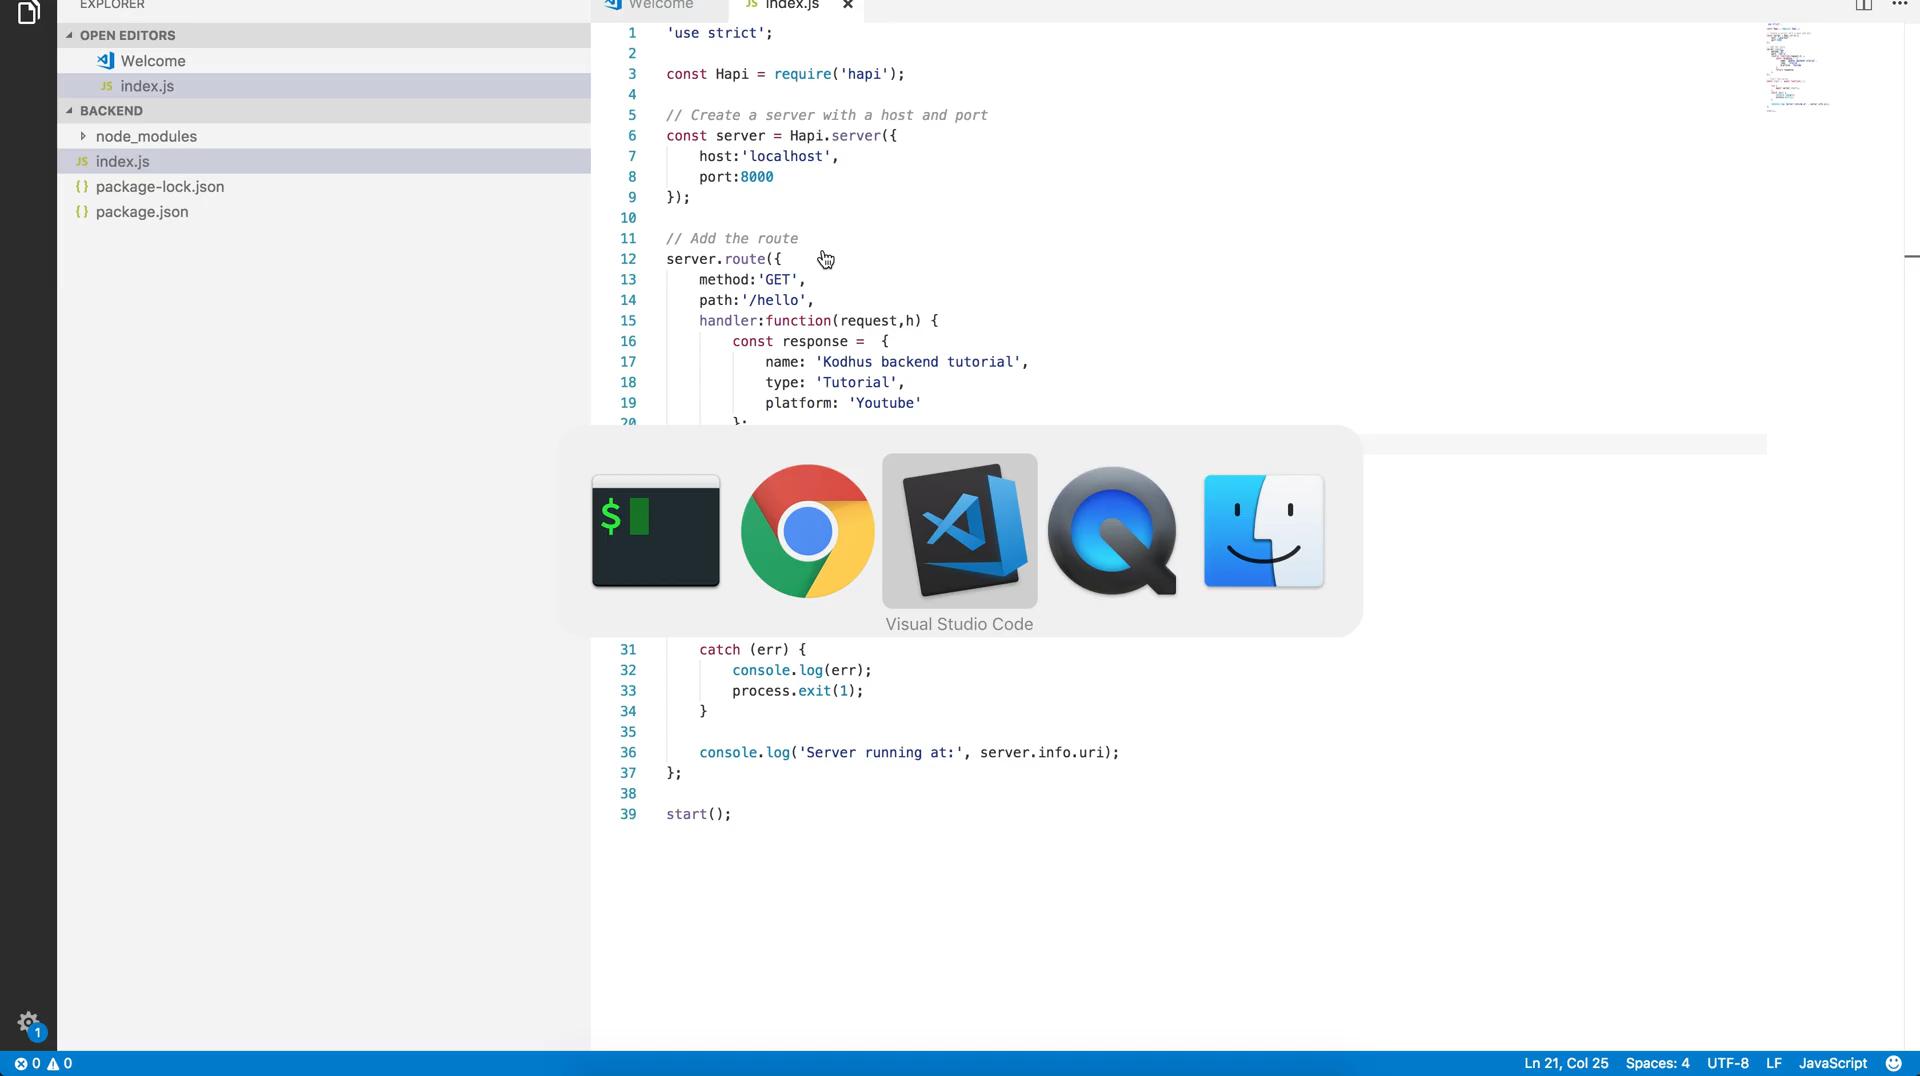 EXPLORER
OPEN EDITORS
Welcome
JS index.js
BACKEND
node_modules
JS index.js
{} package-lock.json
{} package.json
Welcome
JS index.js
1 'use strict';
2
3 const Hapi = require('hapi');
4
5 // Create a server with a host and port
6 const server = Hapi.server({
7 host:'localhost',
8 port:8000
9 });
10
11 // Add the route
12 server.route({
13 method:'GET',
14 path:'/hello',
15 handler:function(request,h) {
16 const response = {
17 name: 'Kodhus backend tutorial',
18 type: 'Tutorial',
19 platform: 'Youtube'
20 };
$
Visual Studio Code
31 catch (err) {
32 console.log(err);
33 process.exit(1);
34 }
35
36 console.log('Server running at:', server.info.uri);
37 };
38
39 start();
1
0 0
Ln 21, Col 25 Spaces: 4 UTF-8 LF JavaScript